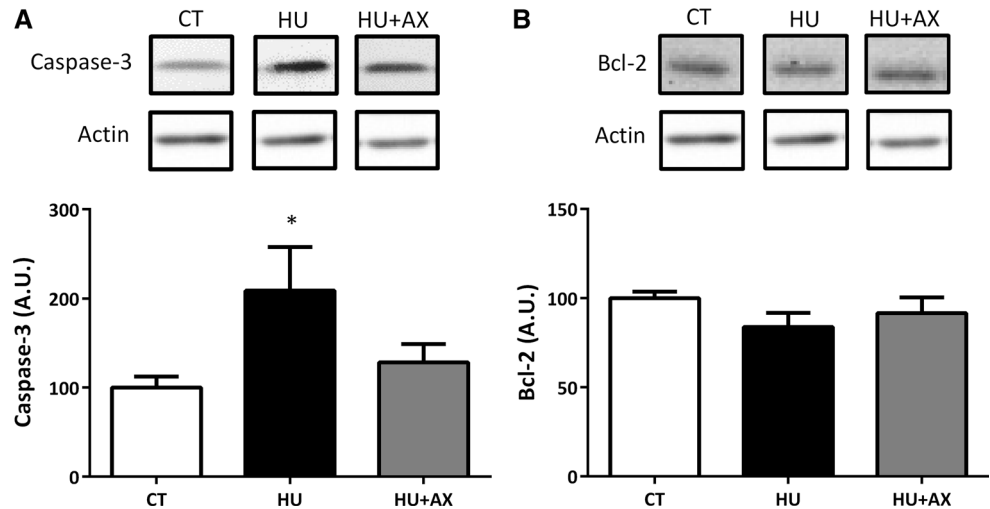 A
CT HU HU+AX
Caspase-3
Actin
300
200
100
0
Caspase-3 (A.U.)
*
CT HU HU+AX
B
CT HU HU+AX
Bcl-2
Actin
150
100
50
0
Bcl-2 (A.U.)
CT HU HU+AX